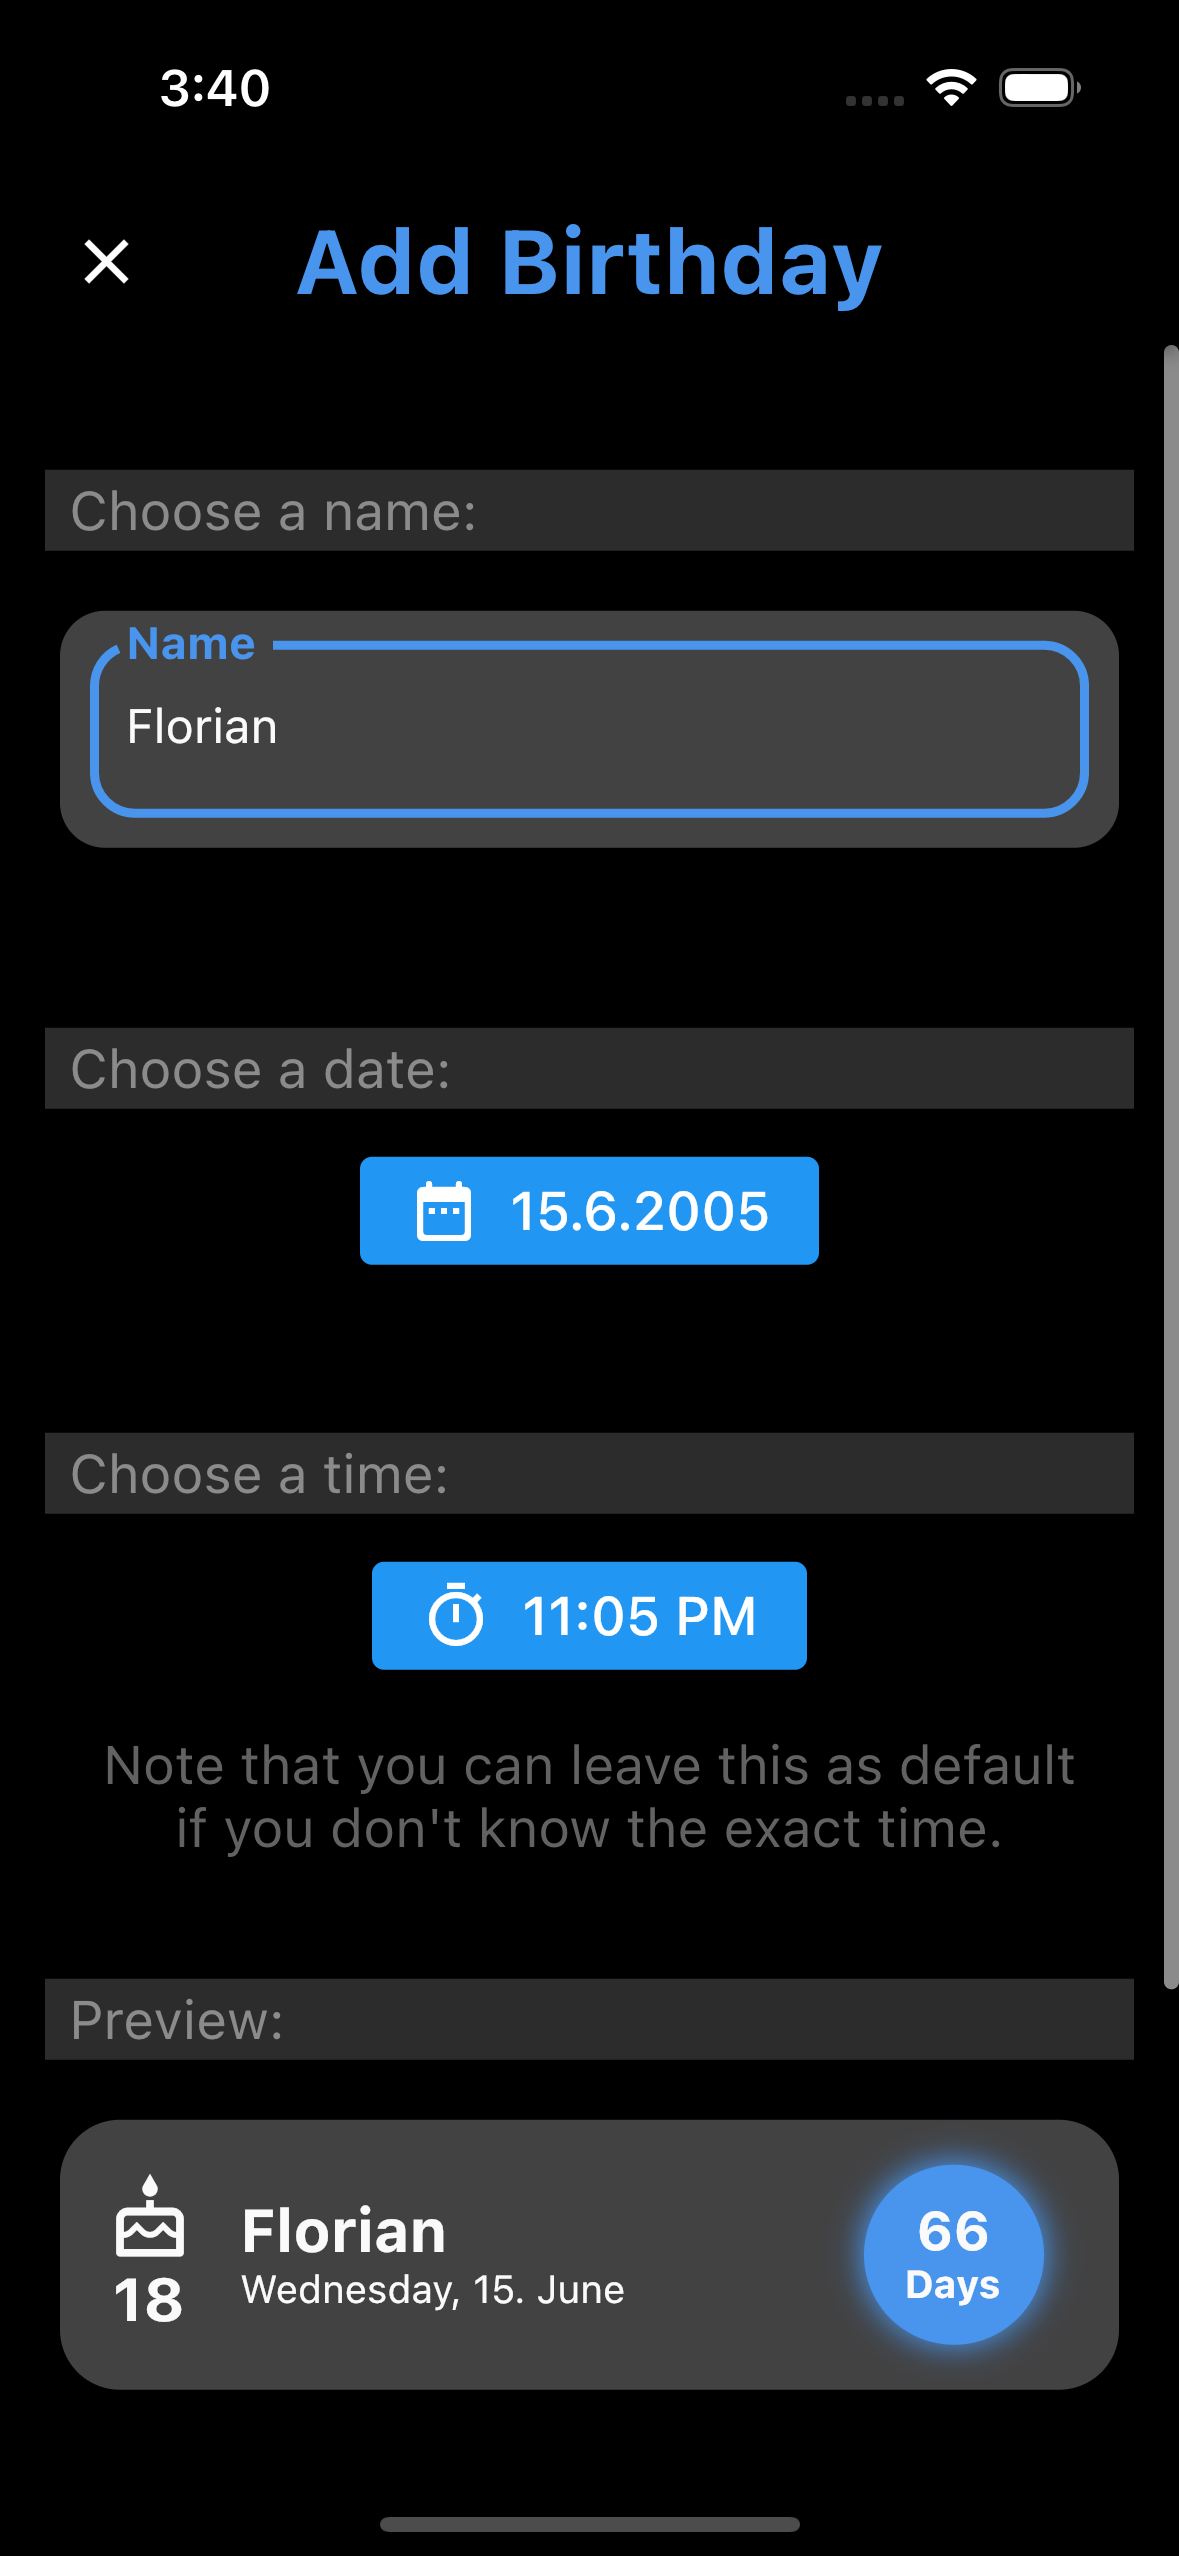 3:40
Add Birthday
Choose a name:
Name
Florian
Choose a date:
15.6.2005
Choose a time:
11:05 PM
Note that you can leave this as default
if you don't know the exact time.
Preview:
Florian
Wednesday, 15. June
18
66
Days